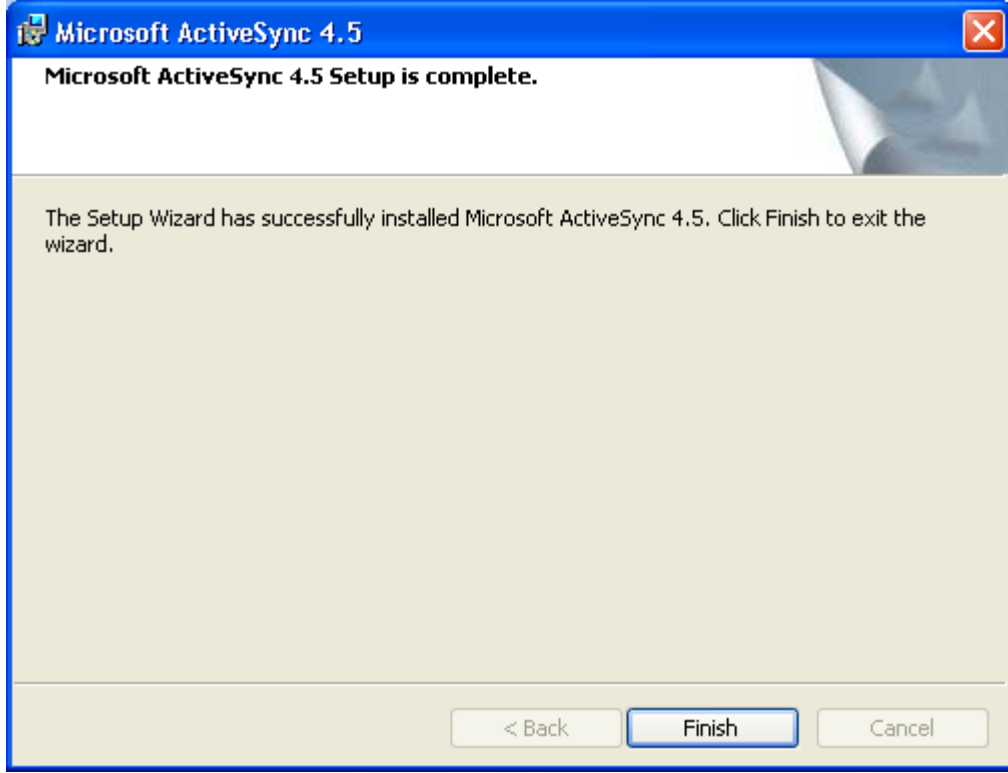 Microsoft ActiveSync 4.5
Microsoft ActiveSync 4.5 Setup is complete.
The Setup Wizard has successfully installed Microsoft ActiveSync 4.5. Click Finish to exit the
wizard.
< Back Finish Cancel